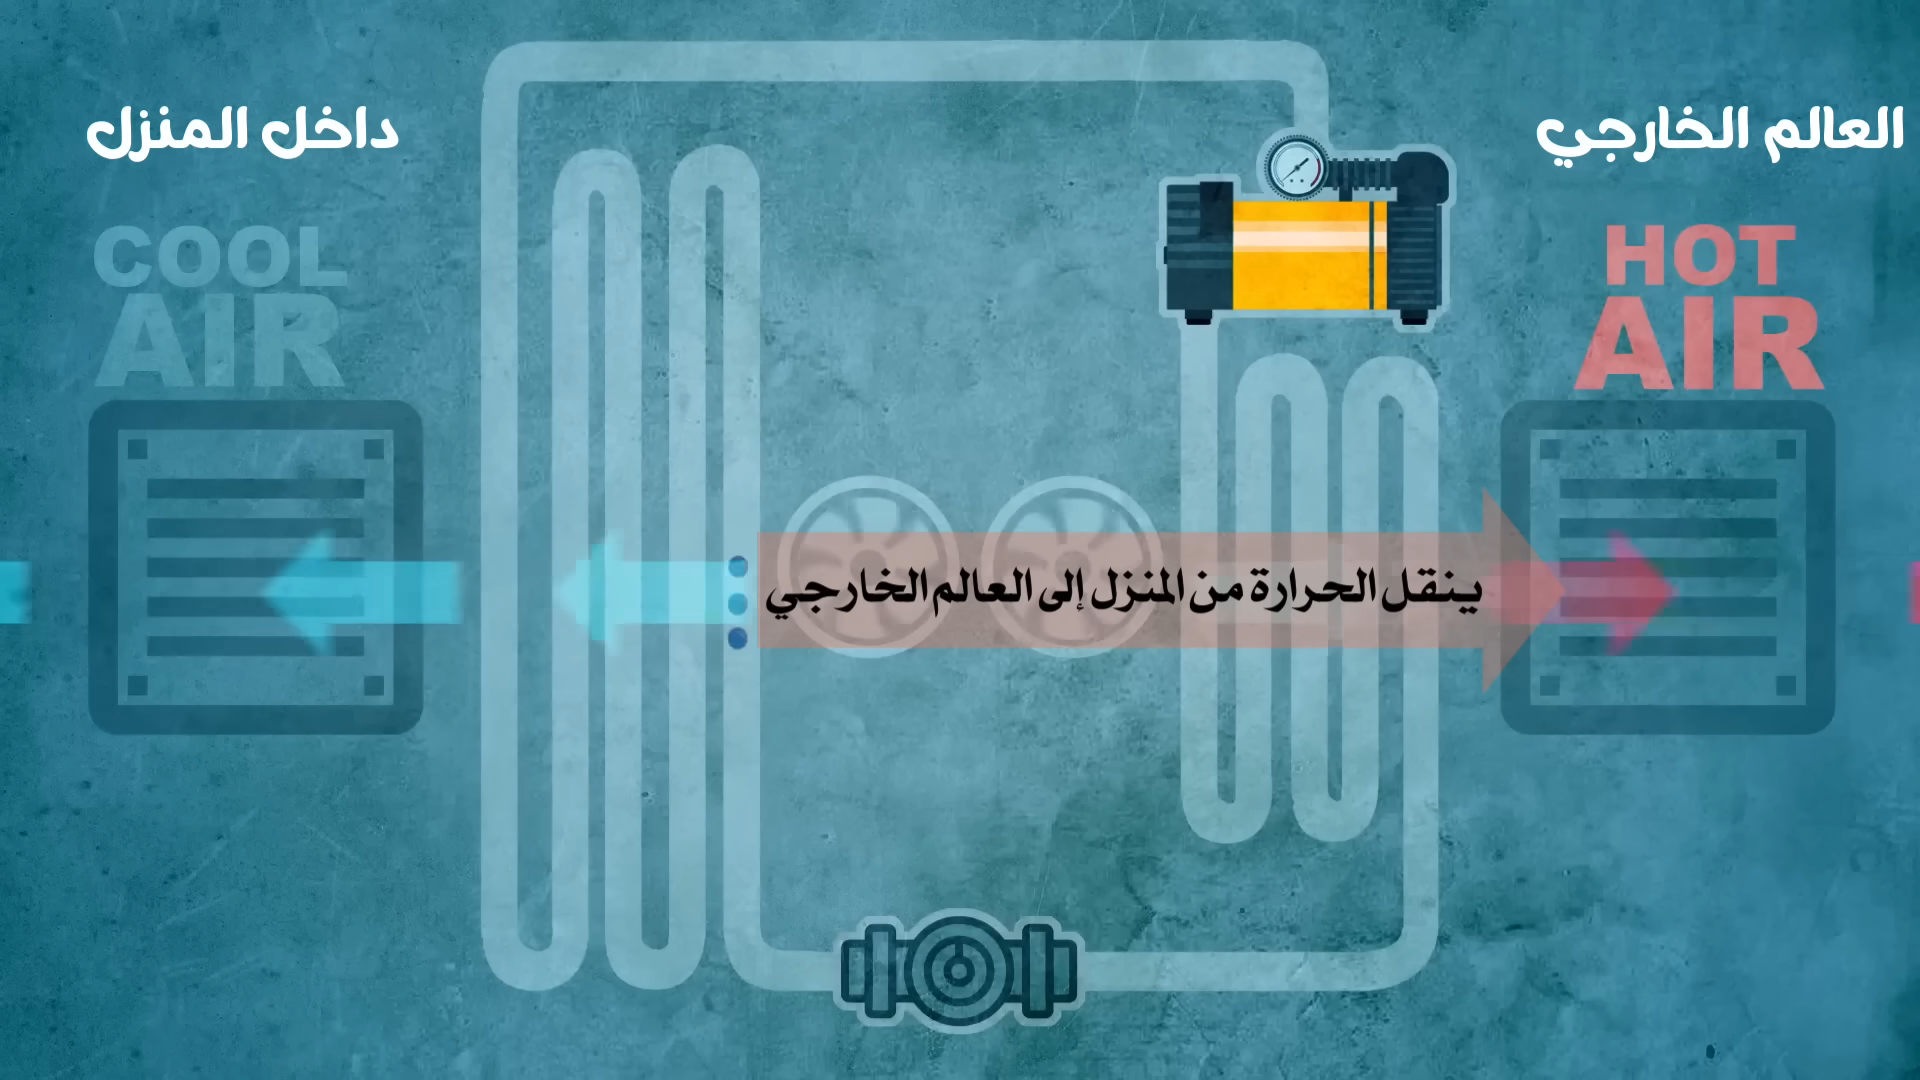 العالم الخارجي
داخل المنزل
HOT
AIR
COOL
AIR
ينقل الحرارة من المنزل إلى العالم الخارجي